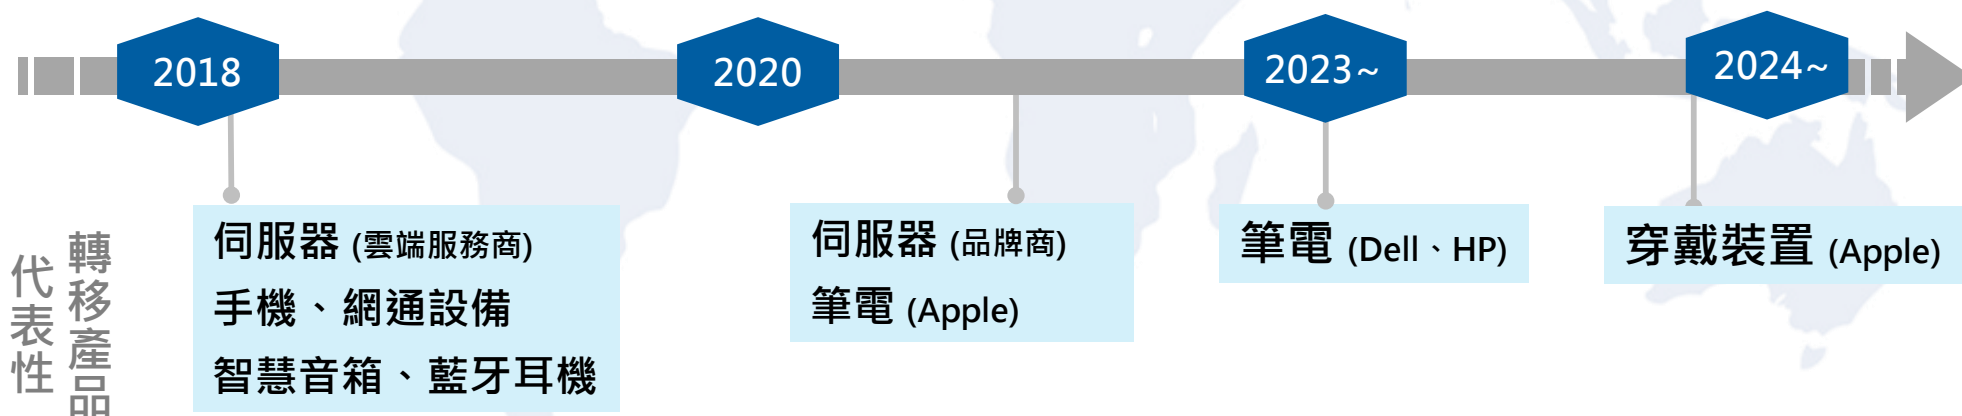 2018
2020
2023~
2024~
代表性
轉移產品
伺服器 (雲端服務商)
手機、網通設備
智慧音箱、藍牙耳機
伺服器 (品牌商)
筆電 (Apple)
筆電 (Dell、HP)
穿戴裝置 (Apple)